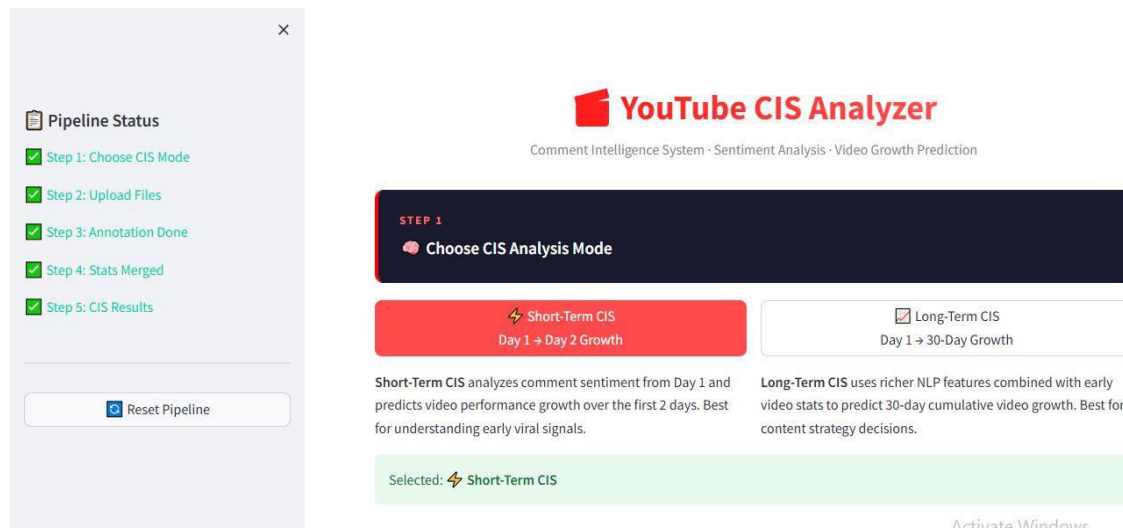 ×
Pipeline Status
Step 1: Choose CIS Mode
Step 2: Upload Files
Step 3: Annotation Done
Step 4: Stats Merged
Step 5: CIS Results
Reset Pipeline
YouTube CIS Analyzer
Comment Intelligence System · Sentiment Analysis · Video Growth Prediction
STEP 1
Choose CIS Analysis Mode
Short-Term CIS
Day 1 → Day 2 Growth
Short-Term CIS analyzes comment sentiment from Day 1 and
predicts video performance growth over the first 2 days. Best
for understanding early viral signals.
Long-Term CIS
Day 1 → 30-Day Growth
Long-Term CIS uses richer NLP features combined with early
video stats to predict 30-day cumulative video growth. Best for
content strategy decisions.
Selected: ⚡ Short-Term CIS
Activate Windows